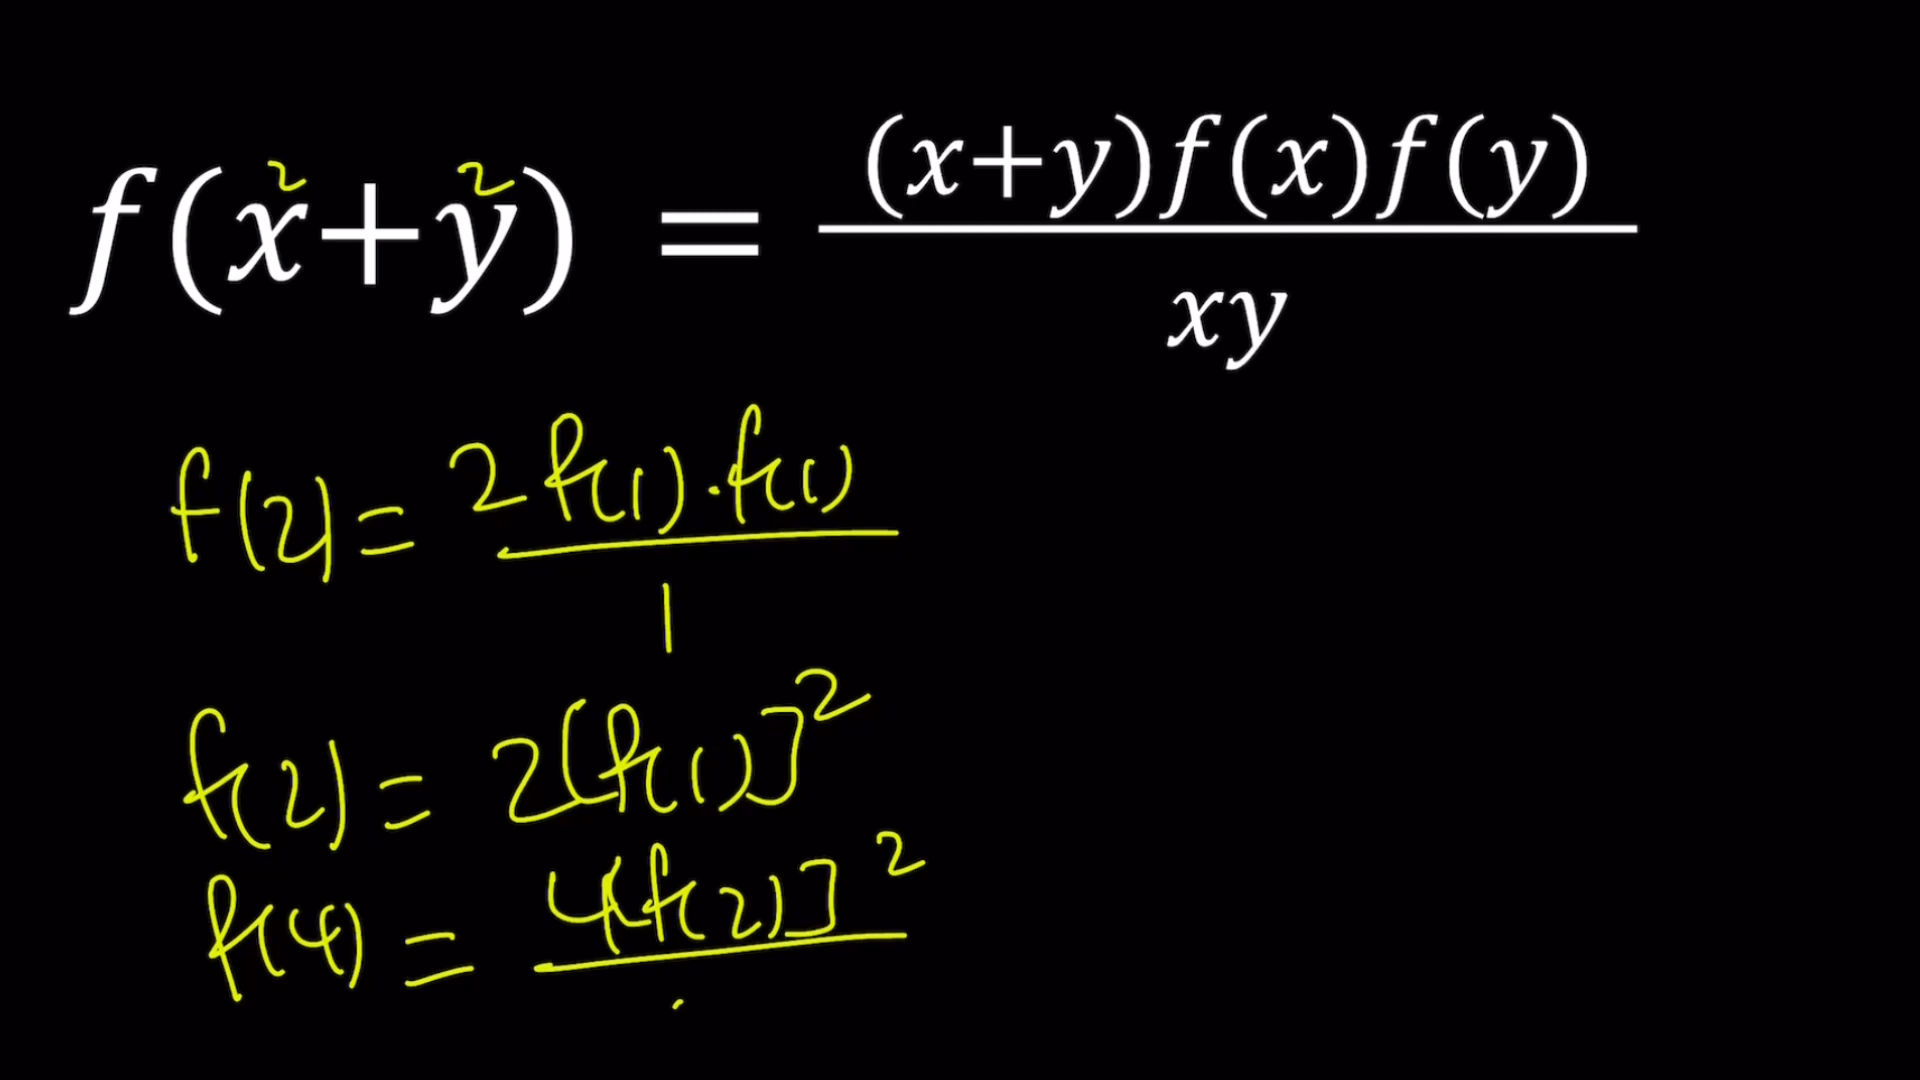 f(x²+y²) = (x+y)f(x)f(y)
xy
f(2) = 2f(1).f(1)
1
f(2) = 2[f(1)]²
f(4) = 4[f(2)]²